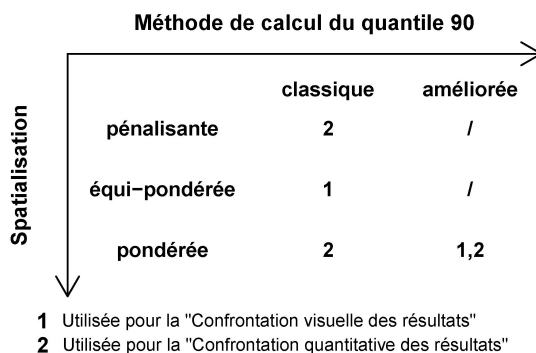 Méthode de calcul du quantile 90
classique améliorée
Spatialisation
pénalisante 2 /
équi-pondérée 1 /
pondérée 2 1,2
1 Utilisée pour la "Confrontation visuelle des résultats"
2 Utilisée pour la "Confrontation quantitative des résultats"